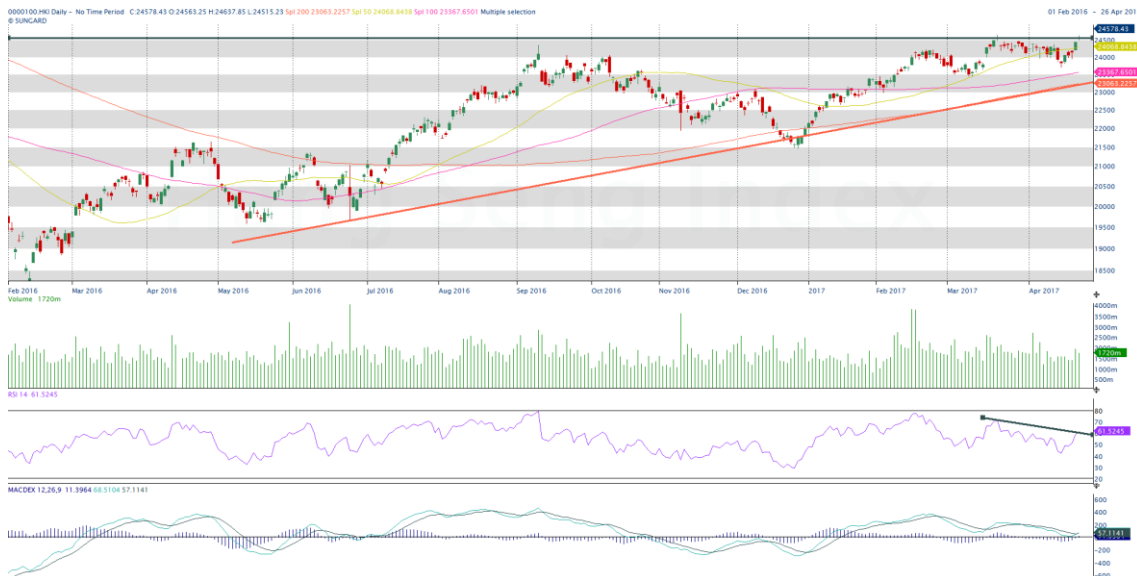 0000100.HKI Daily - No Time Period C:24578.43 O:24563.25 H:24637.85 L:24515.23 Spl 200 23063.2257 Spl 50 24068.8438 Spl 100 23367.6501 Multiple selection 01 Feb 2016 - 26 Apr 201
© SUNGARD
24578.43
24500
24068.8438
24000
23367.6501
23063.2257
23000
22500
22000
21500
21000
20500
20000
19500
19000
18500
Feb 2016 Mar 2016 Apr 2016 May 2016 Jun 2016 Jul 2016 Aug 2016 Sep 2016 Oct 2016 Nov 2016 Dec 2016 2017 Feb 2017 Mar 2017 Apr 2017
Volume 1720m
4000m
3500m
3000m
2500m
1720m
1500m
1000m
500m
RSI 14 61.5245
80
70
61.5245
50
40
30
20
MACDEX 12,26,9 11.3964 68.5104 57.1141
600
400
200
57.1141
-200
-400